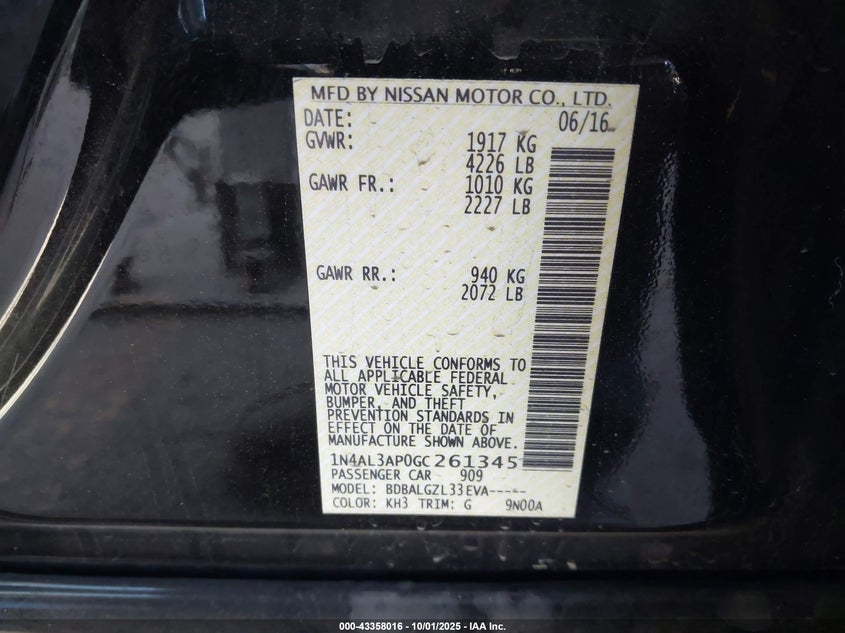 MFD BY NISSAN MOTOR CO., LTD.
DATE: 06/16
GVWR: 1917 KG
4226 LB
GAWR FR.: 1010 KG
2227 LB
GAWR RR.: 940 KG
2072 LB
THIS VEHICLE CONFORMS TO
ALL APPLICABLE FEDERAL
MOTOR VEHICLE SAFETY,
BUMPER, AND THEFT
PREVENTION STANDARDS IN
EFFECT ON THE DATE OF
MANUFACTURE SHOWN ABOVE.
1N4AL3AP0GC261345
PASSENGER CAR 909
MODEL: BDBALGZL33EVA-----
COLOR: KH3 TRIM: G 9N00A
000-43358016 - 10/01/2025 - IAA Inc.